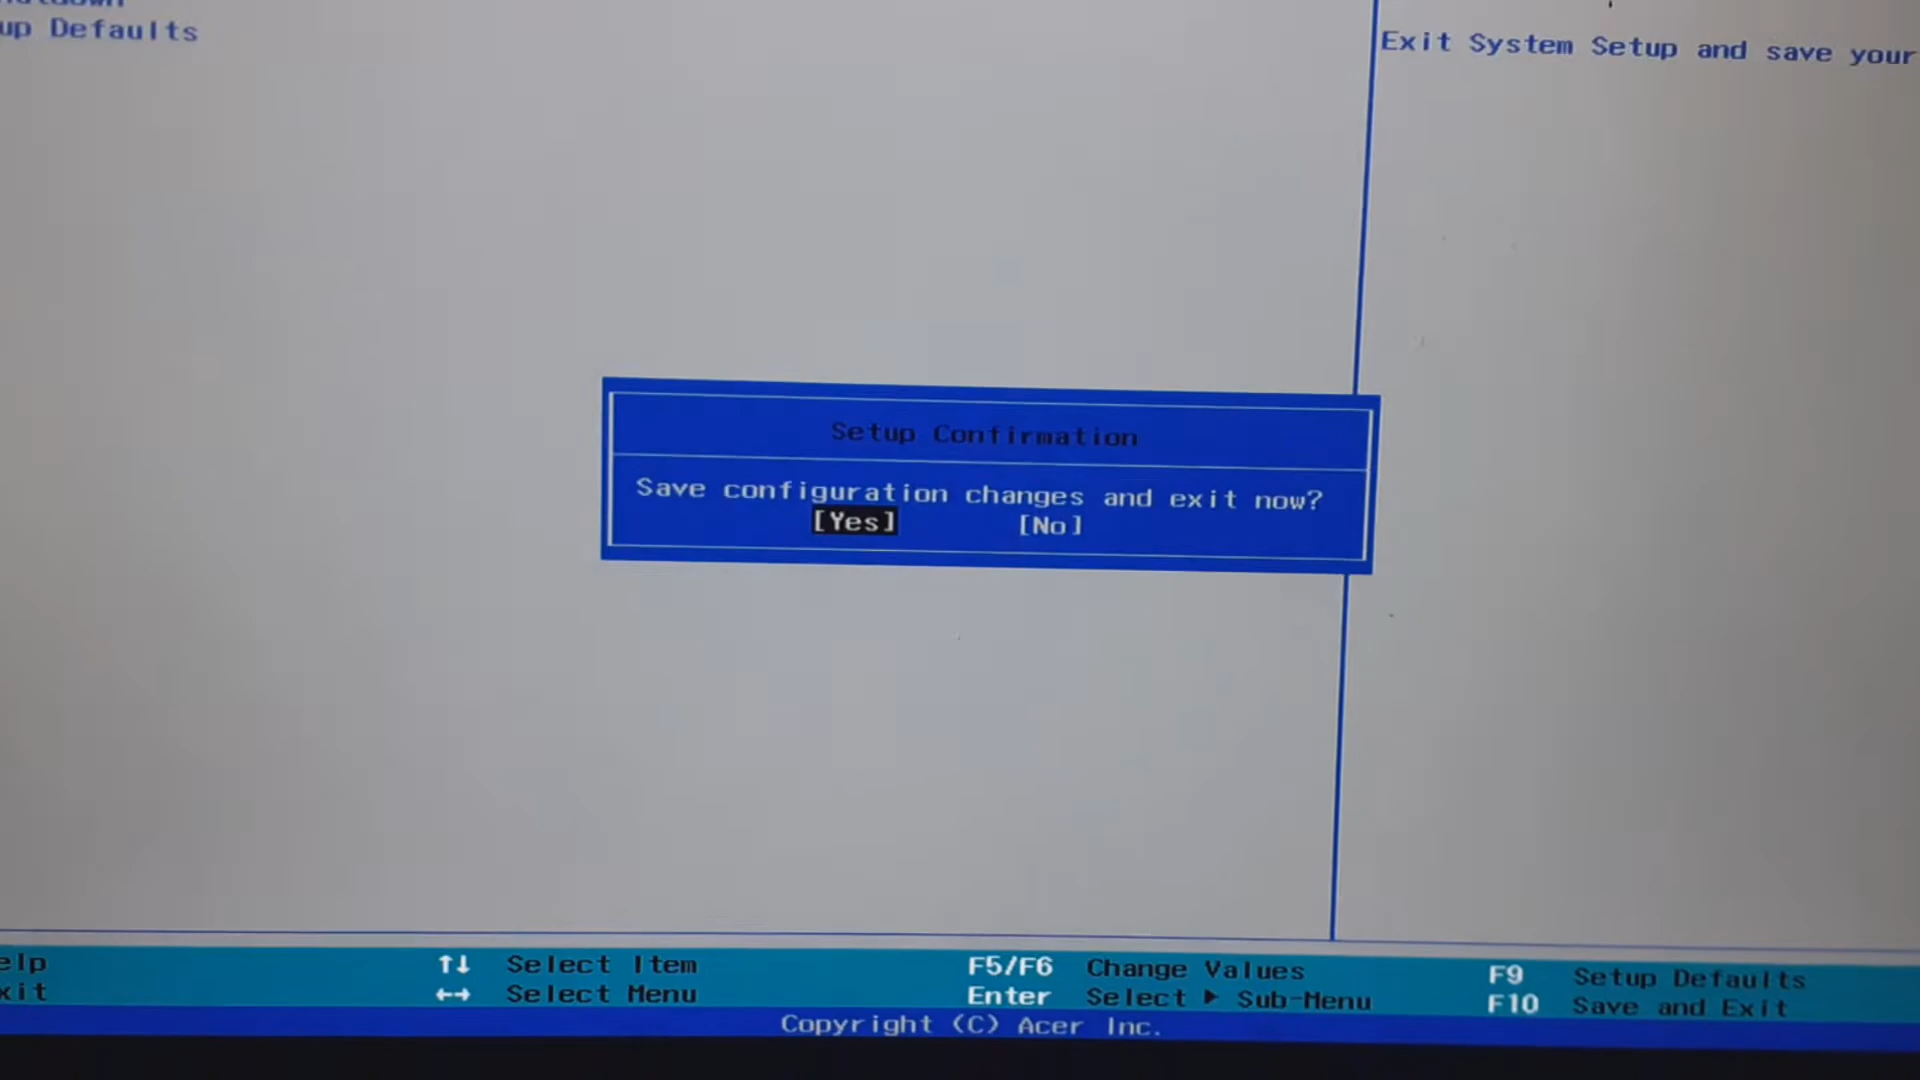 up Defaults
Exit System Setup and save your
Setup Confirmation
Save configuration changes and exit now?
[Yes] [No]
elp ↑↓ Select Item F5/F6 Change Values F9 Setup Defaults
xit ←→ Select Menu Enter Select ▶ Sub-Menu F10 Save and Exit
Copyright (C) Acer Inc.